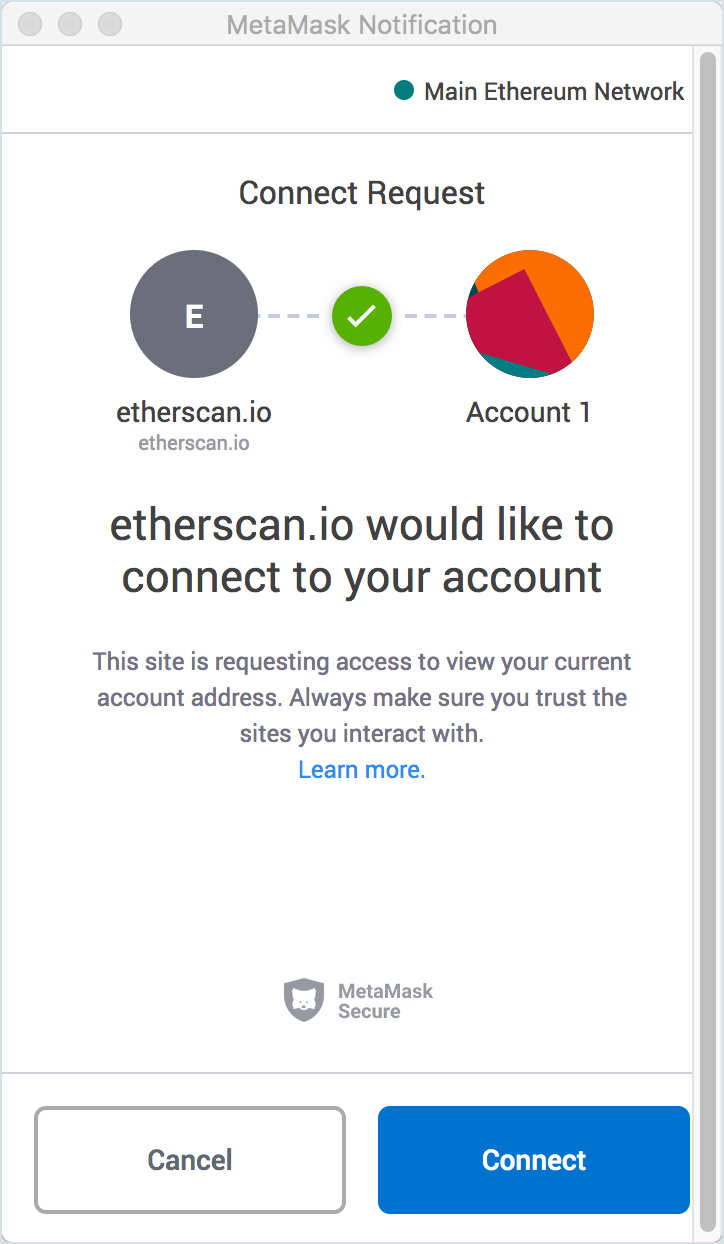 MetaMask Notification
Main Ethereum Network
Connect Request
E
etherscan.io
etherscan.io
Account 1
etherscan.io would like to
connect to your account
This site is requesting access to view your current
account address. Always make sure you trust the
sites you interact with.
Learn more.
MetaMask
Secure
Cancel
Connect